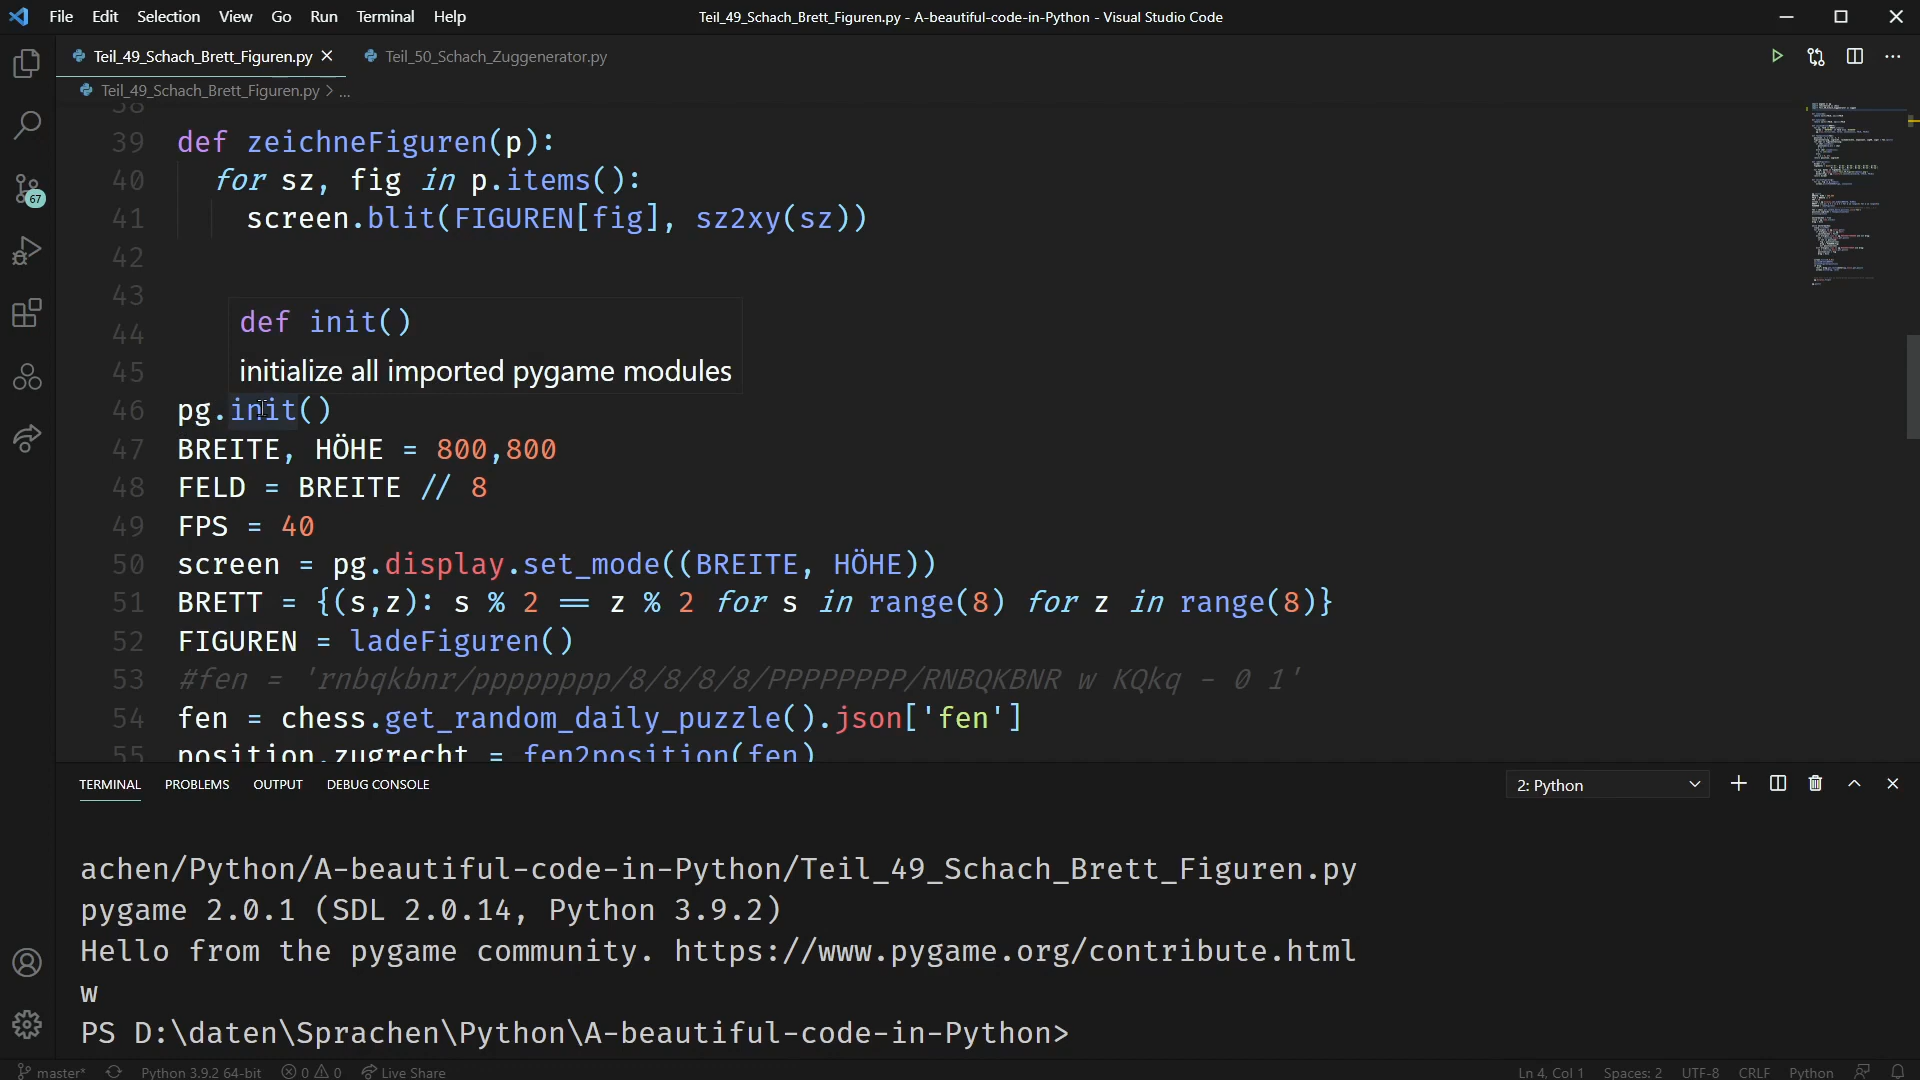 File Edit Selection View Go Run Terminal Help
Teil_49_Schach_Brett_Figuren.py - A-beautiful-code-in-Python - Visual Studio Code
Teil_49_Schach_Brett_Figuren.py
Teil_50_Schach_Zuggenerator.py
Teil_49_Schach_Brett_Figuren.py > ...
38
39 def zeichneFiguren(p):
40 for sz, fig in p.items():
41 screen.blit(FIGUREN[fig], sz2xy(sz))
42
43
def init()
44
initialize all imported pygame modules
45
46 pg.init()
47 BREITE, HÖHE = 800,800
48 FELD = BREITE // 8
49 FPS = 40
50 screen = pg.display.set_mode((BREITE, HÖHE))
51 BRETT = {(s,z): s % 2 == z % 2 for s in range(8) for z in range(8)}
52 FIGUREN = ladeFiguren()
53 #fen = 'rnbqkbnr/pppppppp/8/8/8/8/PPPPPPPP/RNBQKBNR w KQkq - 0 1'
54 fen = chess.get_random_daily_puzzle().json['fen']
55 position,zugrecht = fen2position(fen)
67
TERMINAL PROBLEMS OUTPUT DEBUG CONSOLE
2: Python
achen/Python/A-beautiful-code-in-Python/Teil_49_Schach_Brett_Figuren.py
pygame 2.0.1 (SDL 2.0.14, Python 3.9.2)
Hello from the pygame community. https://www.pygame.org/contribute.html
w
PS D:\daten\Sprachen\Python\A-beautiful-code-in-Python>
master* Python 3.9.2 64-bit 0 0 Live Share
Ln 4, Col 1 Spaces: 2 UTF-8 CRLF Python